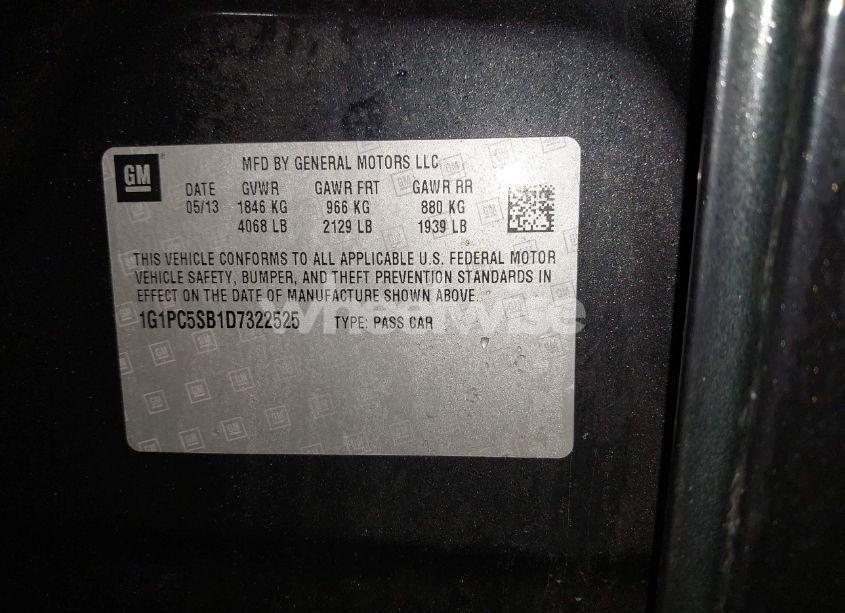 GM
MFD BY GENERAL MOTORS LLC
DATE GVWR GAWR FRT GAWR RR
05/13 1846 KG 966 KG 880 KG
4068 LB 2129 LB 1939 LB
THIS VEHICLE CONFORMS TO ALL APPLICABLE U.S. FEDERAL MOTOR
VEHICLE SAFETY, BUMPER, AND THEFT PREVENTION STANDARDS IN
EFFECT ON THE DATE OF MANUFACTURE SHOWN ABOVE.
1G1PC5SB1D7322525 TYPE: PASS CAR
wheelwise